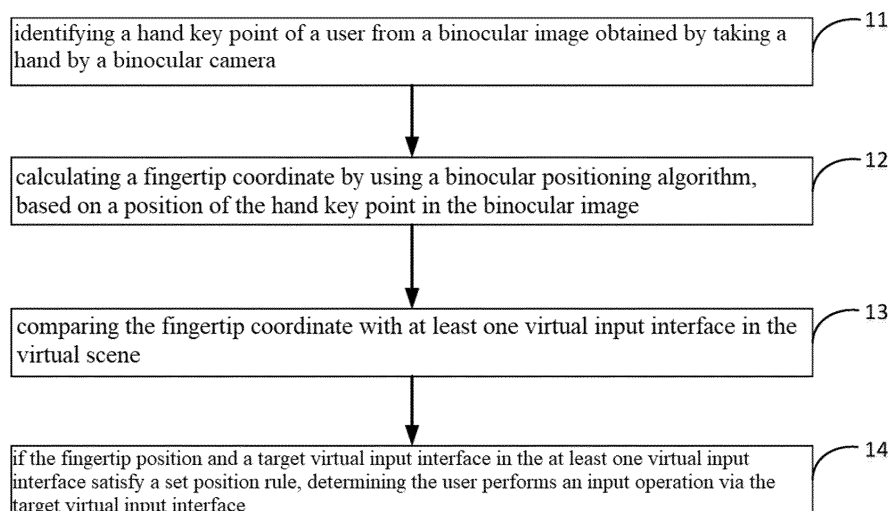 identifying a hand key point of a user from a binocular image obtained by taking a
hand by a binocular camera
11
calculating a fingertip coordinate by using a binocular positioning algorithm,
based on a position of the hand key point in the binocular image
12
comparing the fingertip coordinate with at least one virtual input interface in the
virtual scene
13
if the fingertip position and a target virtual input interface in the at least one virtual input
interface satisfy a set position rule, determining the user performs an input operation via the
target virtual input interface
14